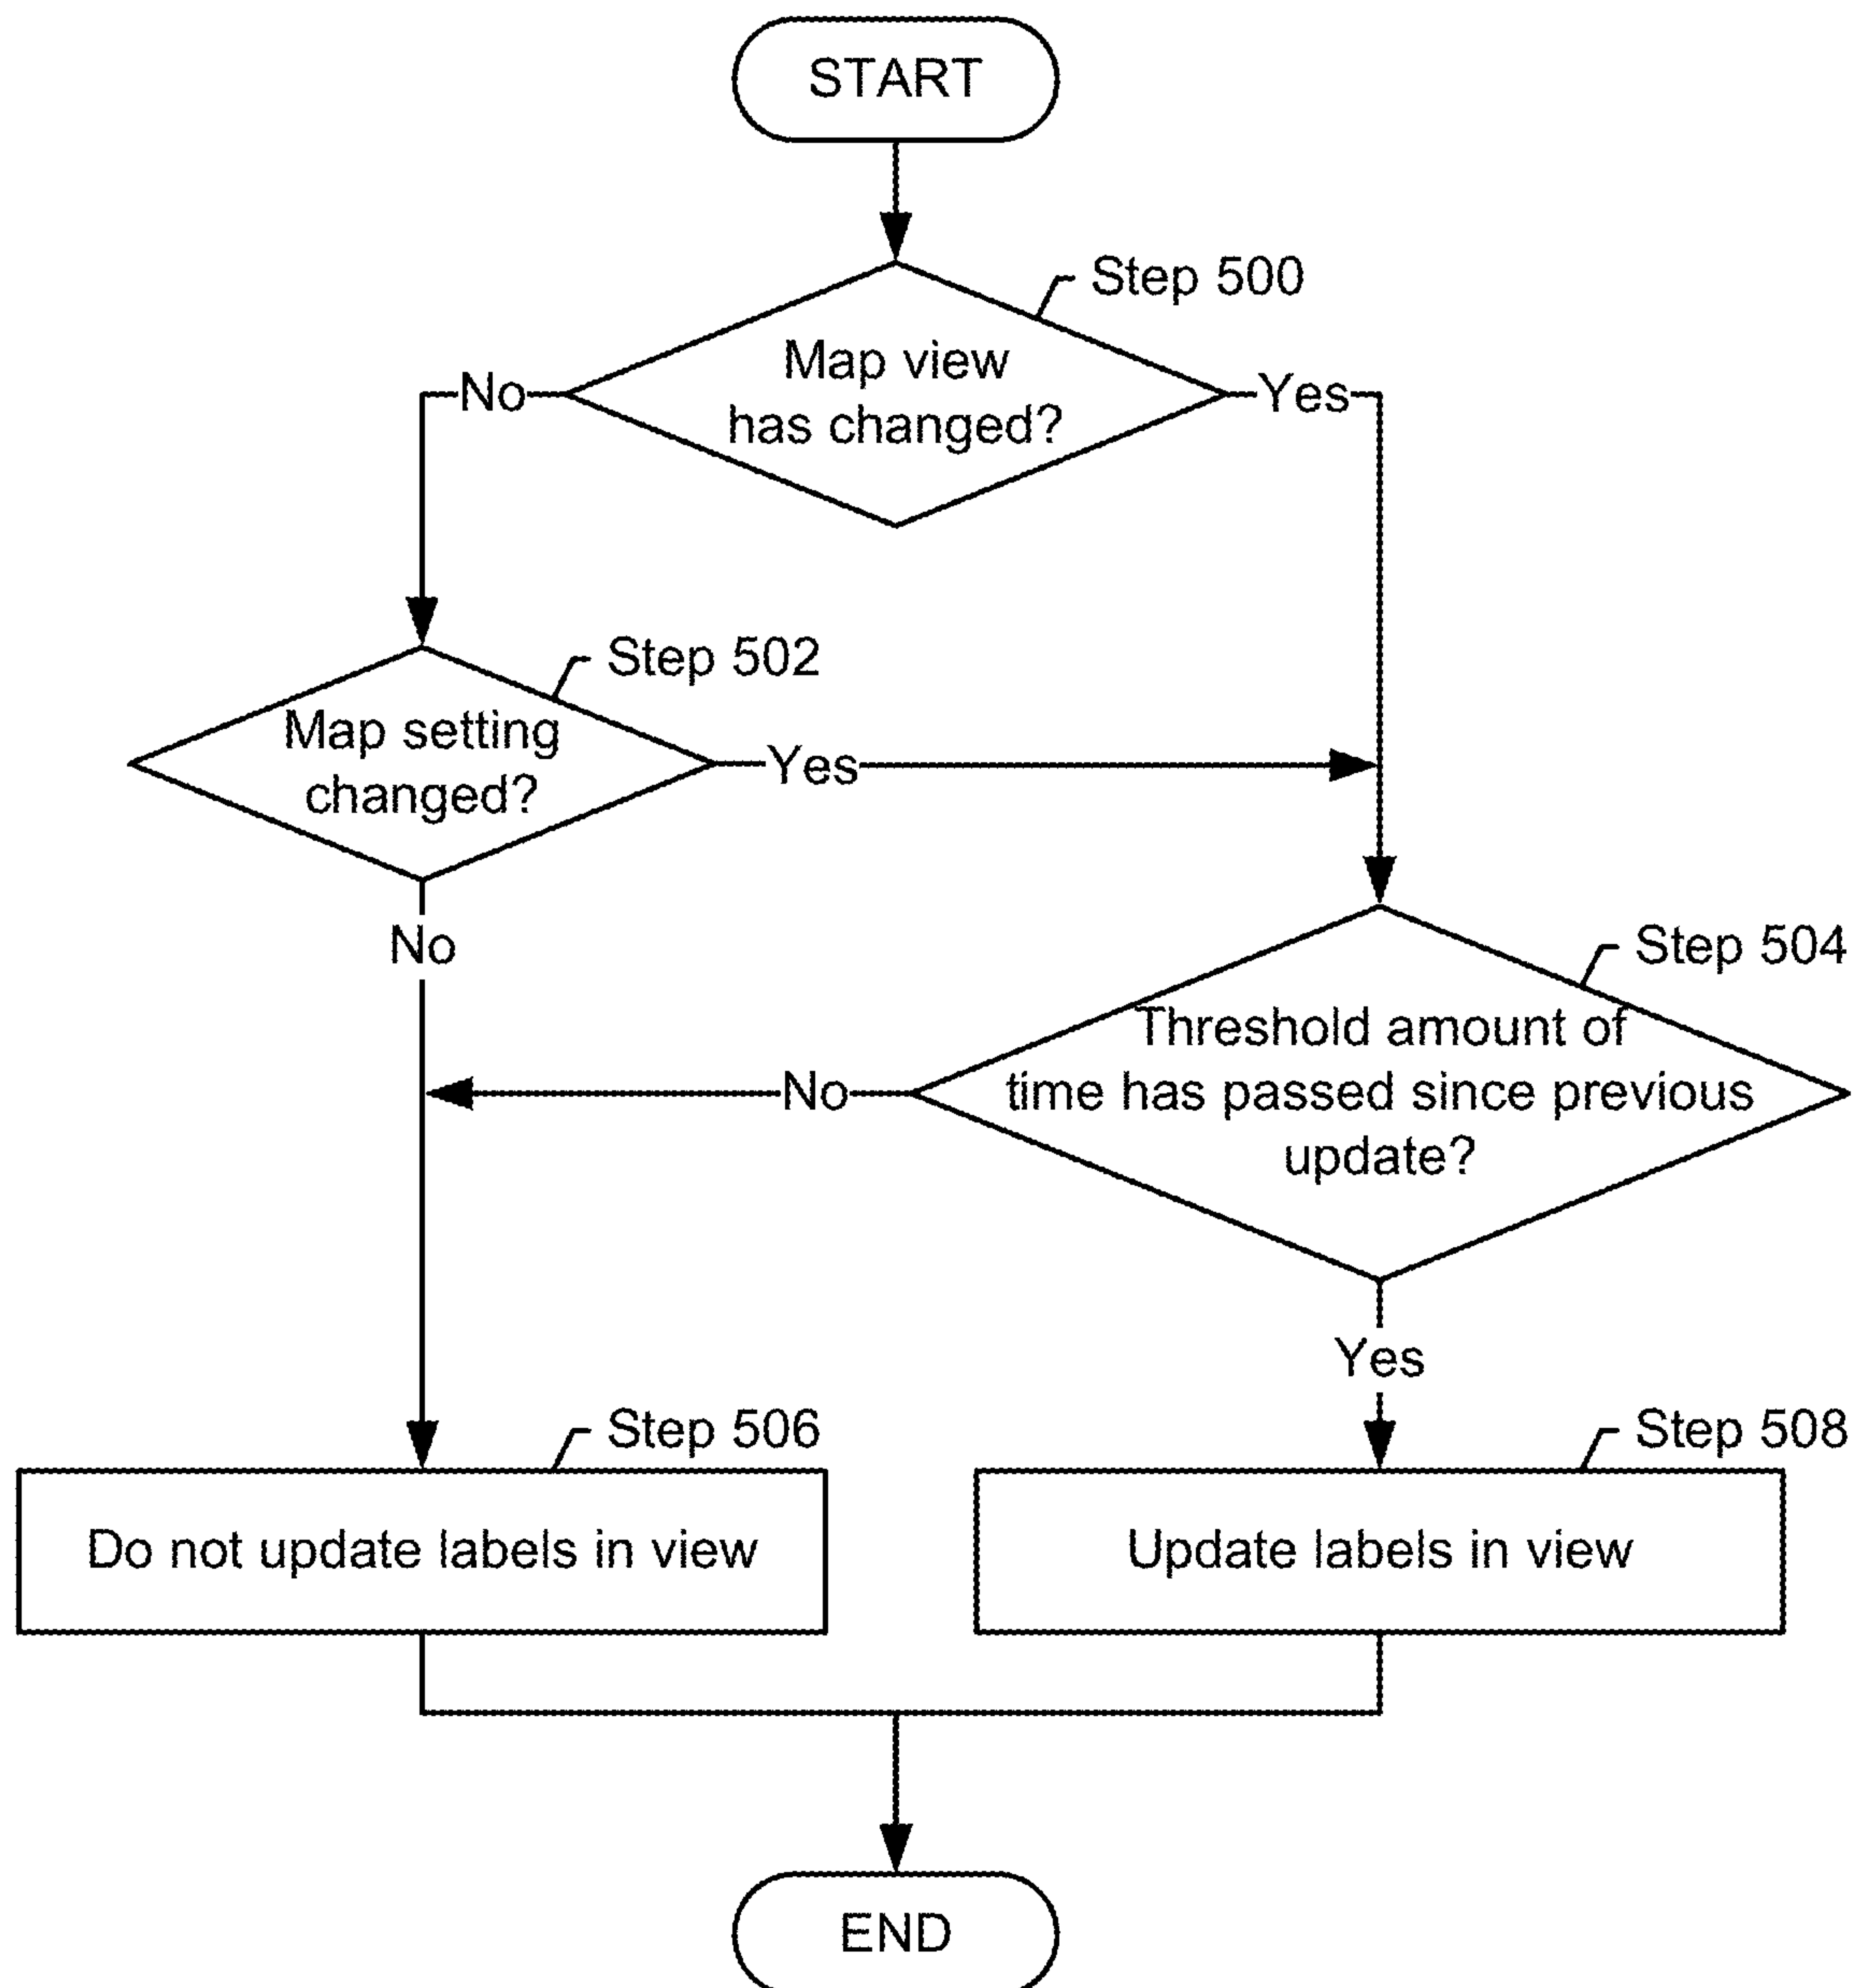 START
Step 500
Map view
has changed?
No
Yes
Step 502
Map setting
changed?
Yes
No
Step 504
Threshold amount of
time has passed since previous
update?
No
Yes
Step 506
Do not update labels in view
Step 508
Update labels in view
END